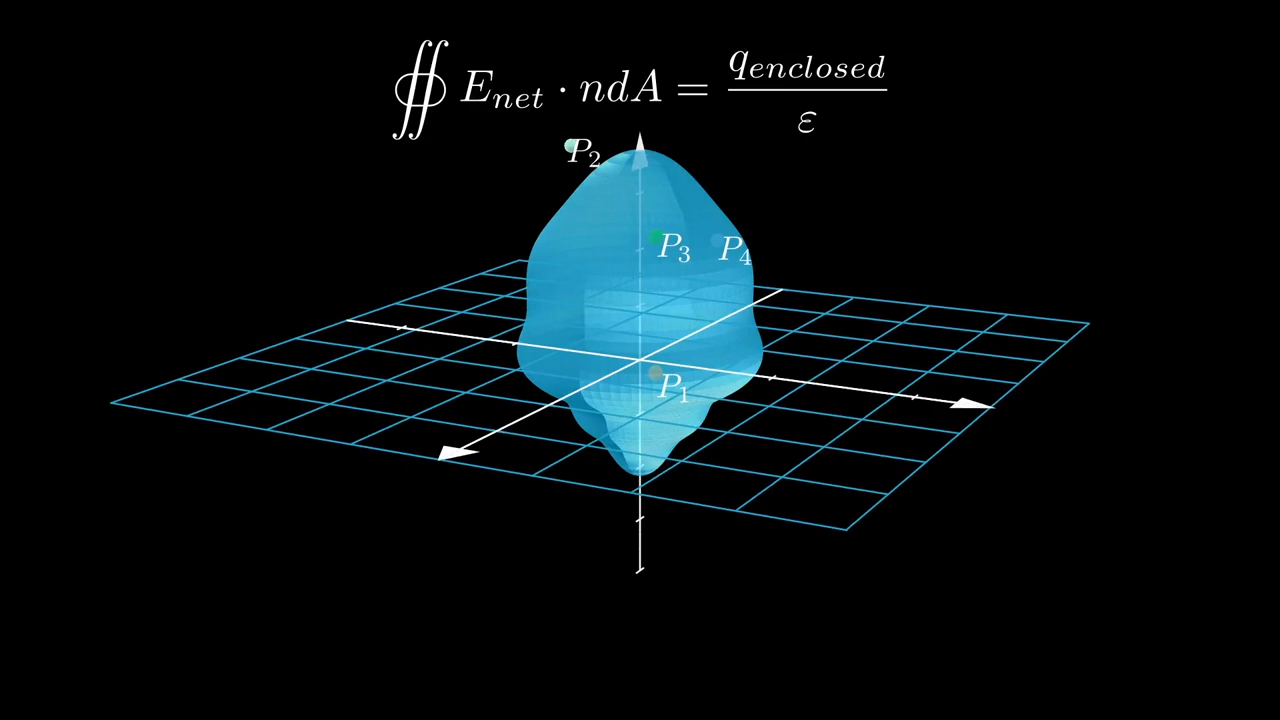 ∯ E_net · ndA = q_enclosed / ε
P_2
P_3 P_4
P_1